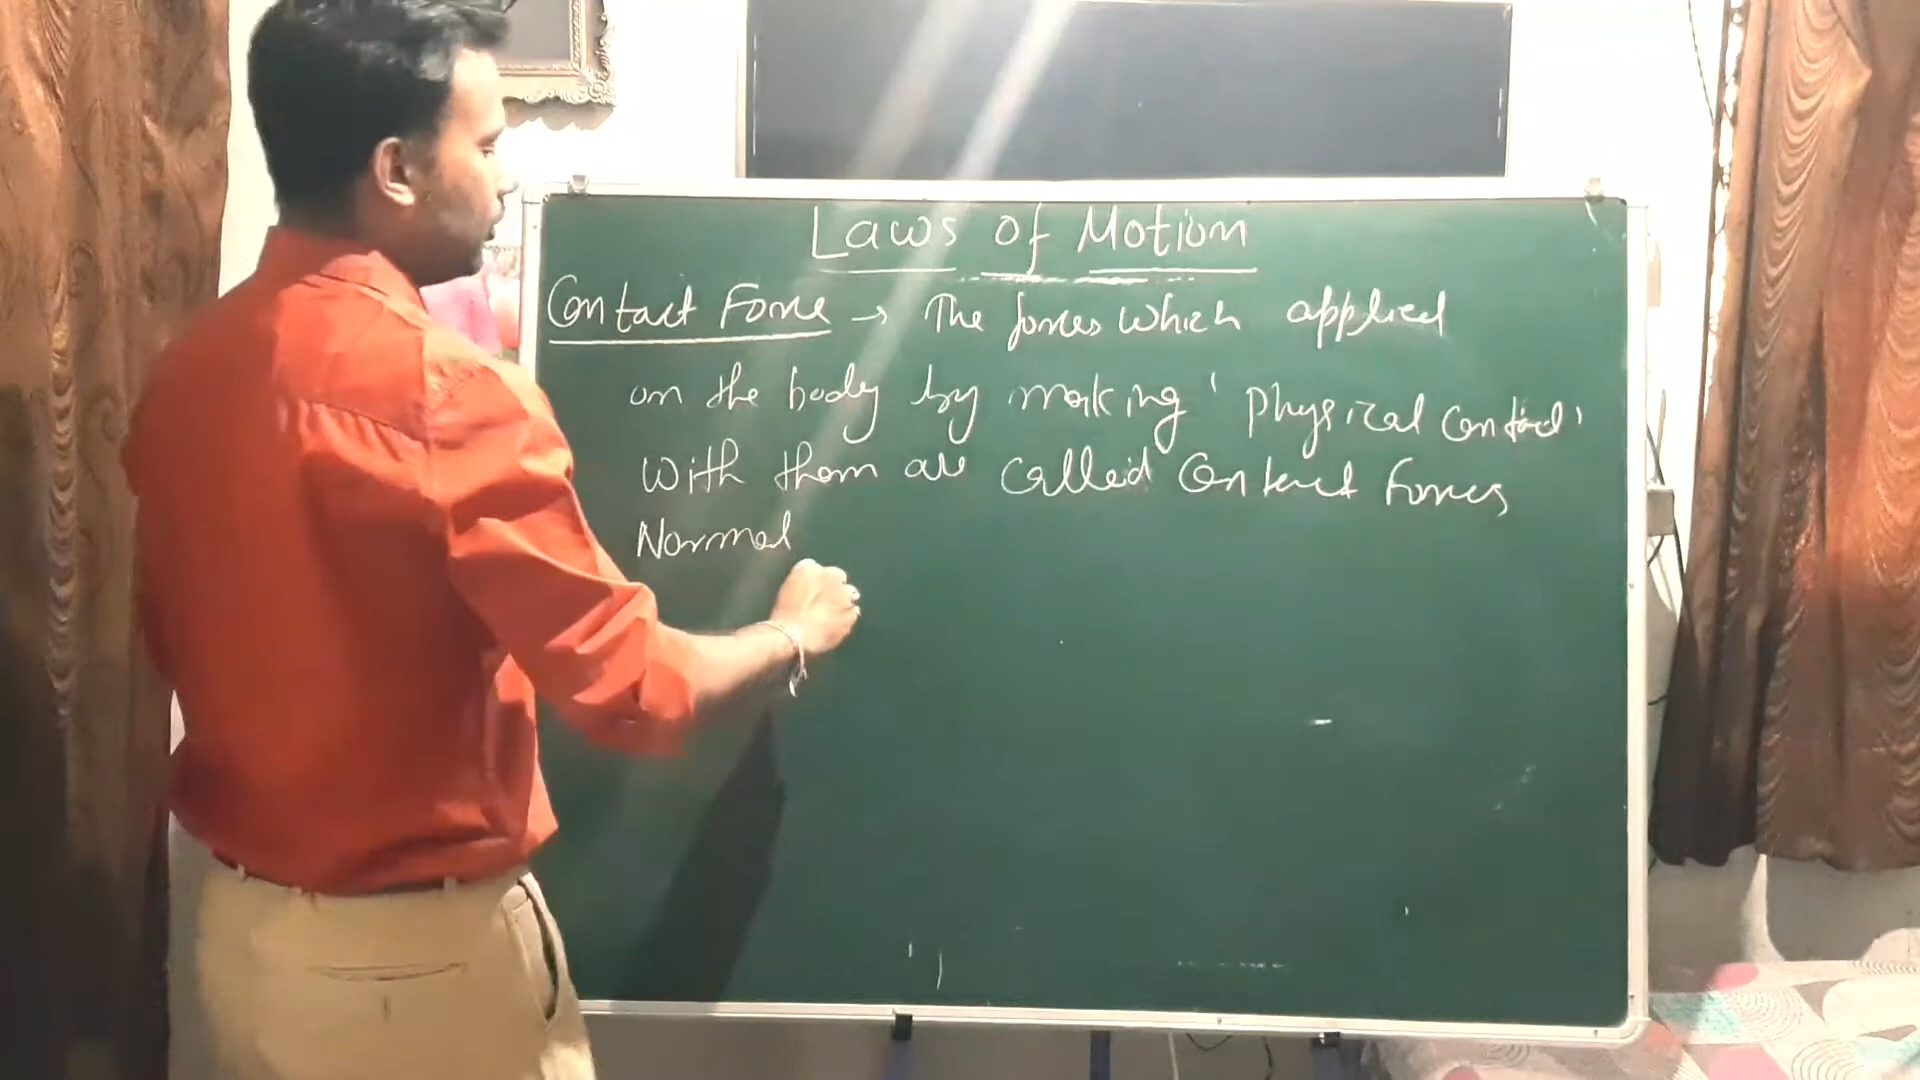 Laws of Motion
Contact Force → The forces which applied
on the body by making 'Physical Contact'
with them are called Contact Forces
Normal